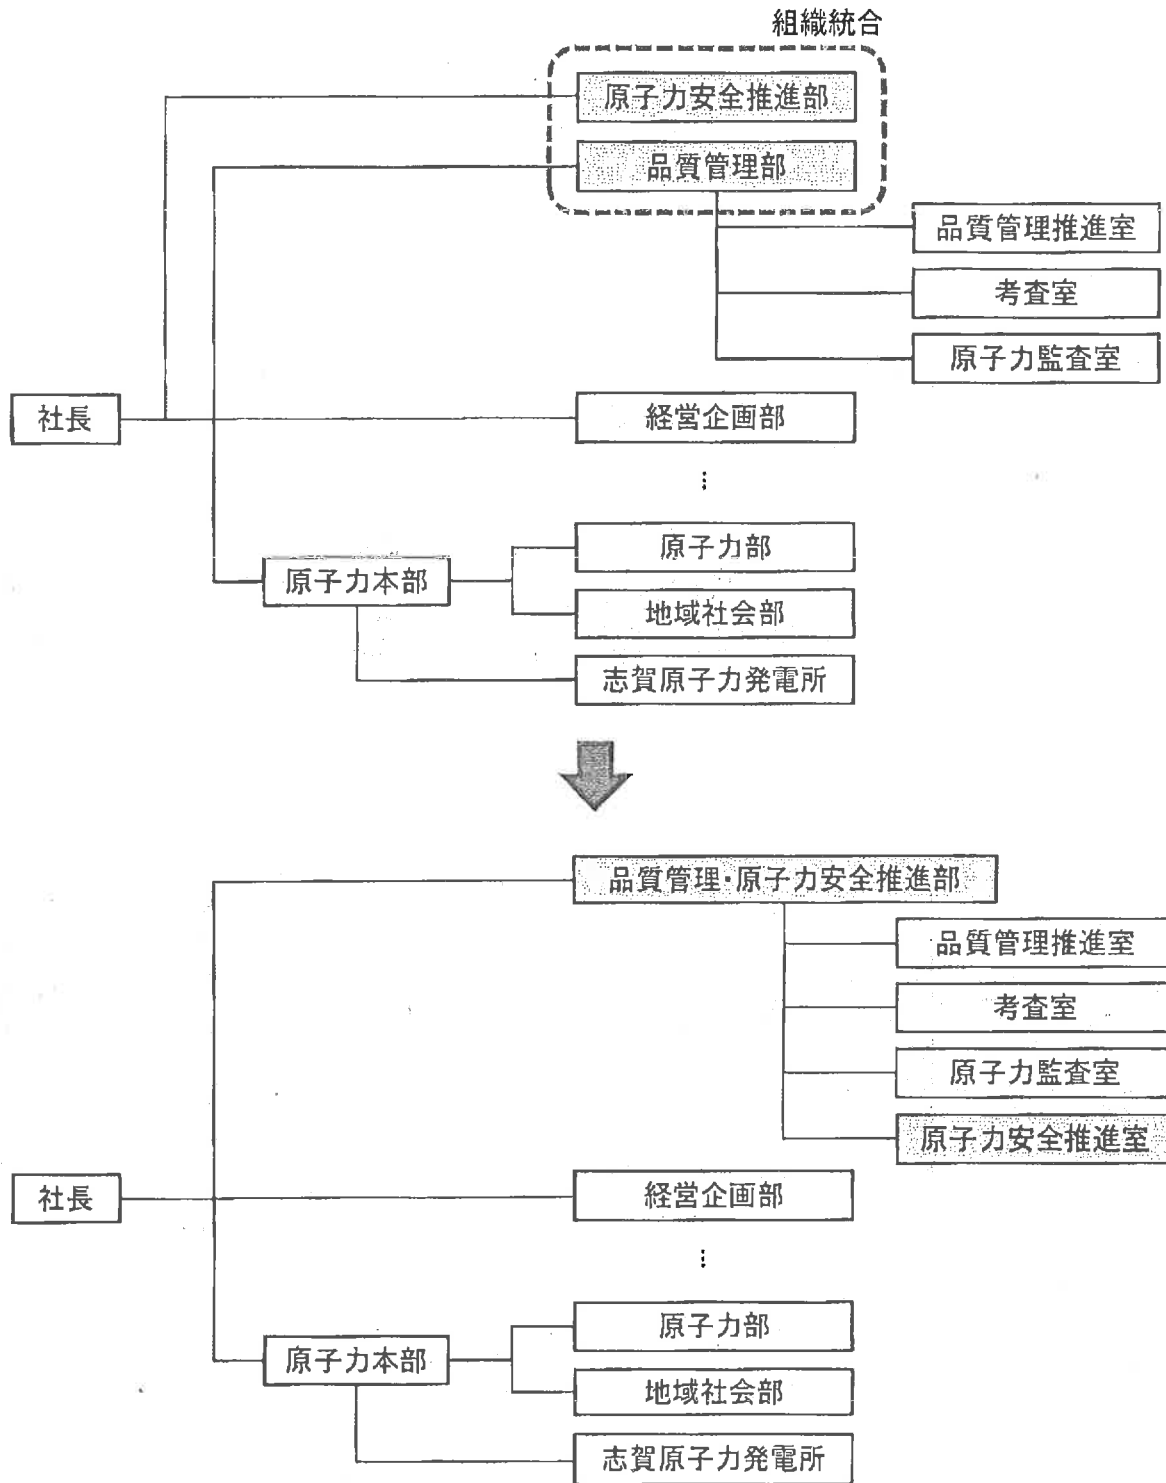 組織統合
原子力安全推進部
品質管理部
品質管理推進室
考査室
原子力監査室
社長
経営企画部
⋮
原子力部
原子力本部
地域社会部
志賀原子力発電所
品質管理・原子力安全推進部
品質管理推進室
考査室
原子力監査室
原子力安全推進室
社長
経営企画部
⋮
原子力部
原子力本部
地域社会部
志賀原子力発電所